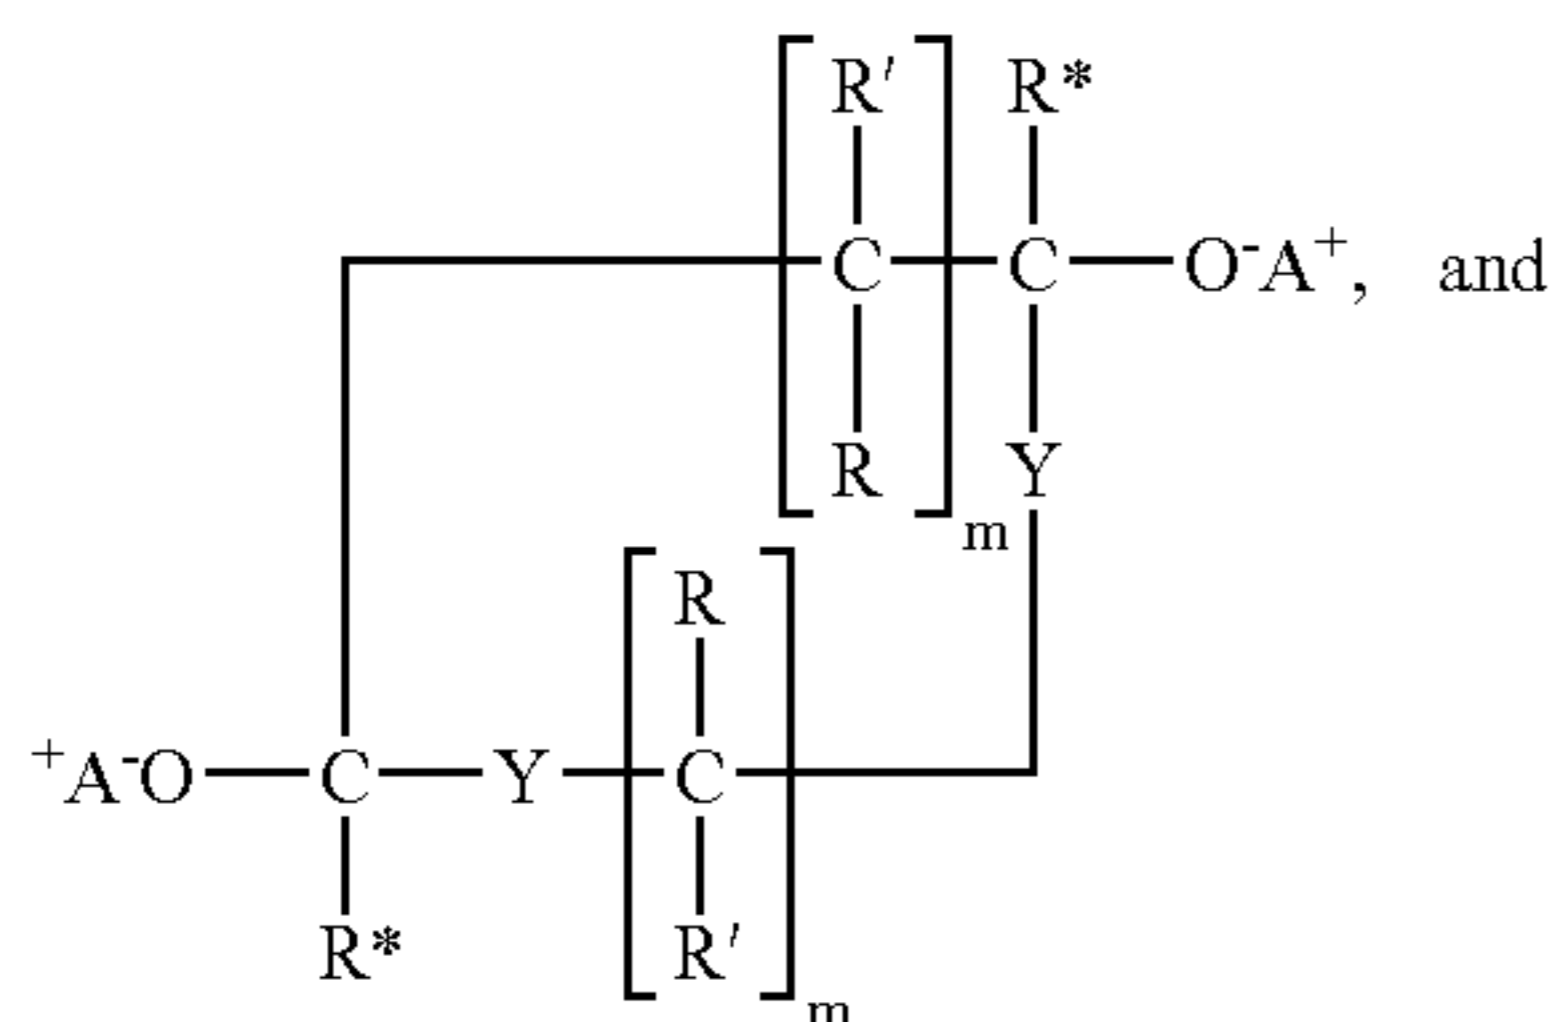 R' R*
C C O⁻A⁺, and
R Y
m
R
⁺A⁻O C Y C
R* R'
m